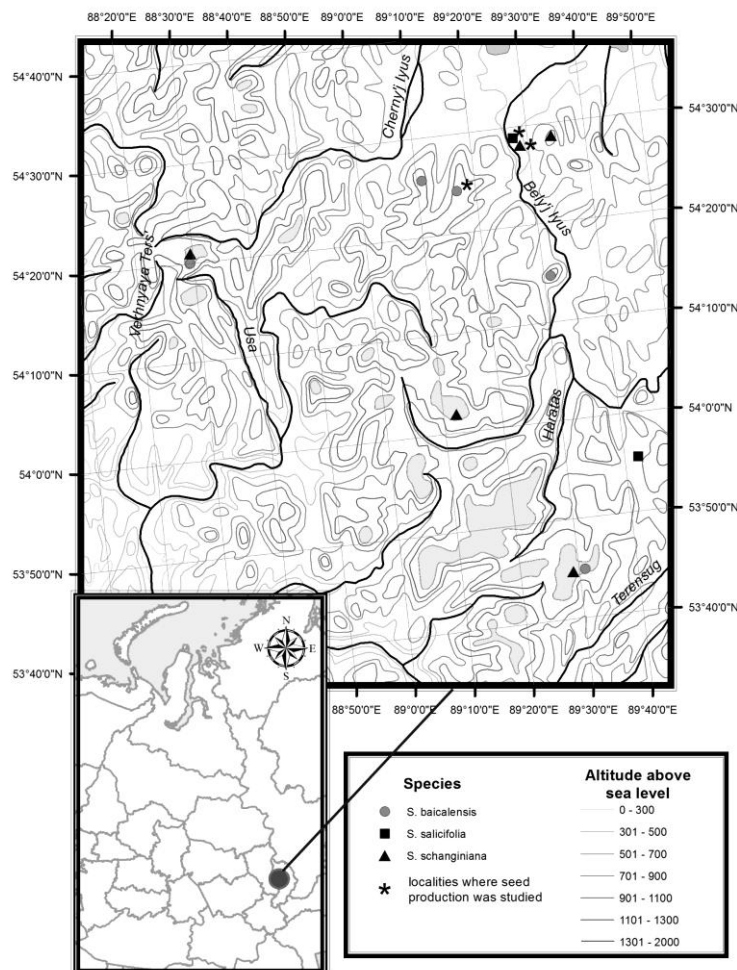 88°20'0"E 88°30'0"E 88°40'0"E 88°50'0"E 89°0'0"E 89°10'0"E 89°20'0"E 89°30'0"E 89°40'0"E 89°50'0"E
54°40'0"N
54°30'0"N
54°20'0"N
54°10'0"N
54°0'0"N
53°50'0"N
53°40'0"N
54°30'0"N
54°20'0"N
54°10'0"N
54°0'0"N
53°50'0"N
53°40'0"N
Cherny'j Iyus
Bely'j Iyus
Verhnyaya Ters'
Usa
Haratas
Terensug
88°50'0"E 89°0'0"E 89°10'0"E 89°20'0"E 89°30'0"E 89°40'0"E
N
W E
S
Species
S. baicalensis
S. salicifolia
S. schanginiana
localities where seed
production was studied
Altitude above
sea level
0 - 300
301 - 500
501 - 700
701 - 900
901 - 1100
1101 - 1300
1301 - 2000